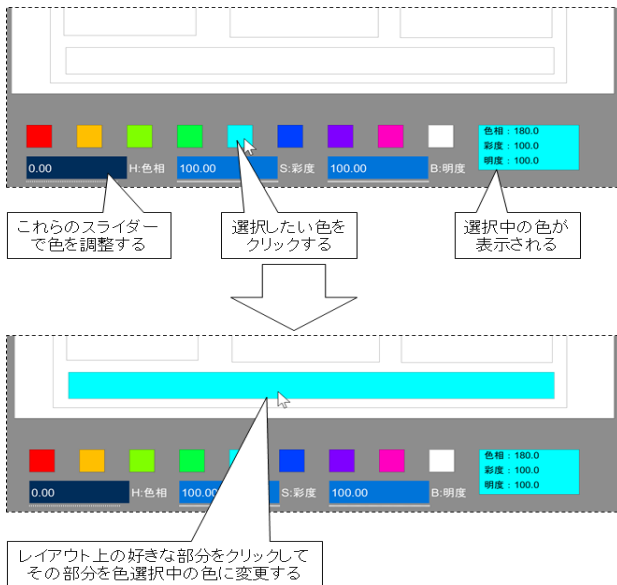 色相：180.0
彩度：100.0
明度：100.0
0.00 H:色相 100.00 S:彩度 100.00 B:明度
これらのスライダー
で色を調整する
選択したい色を
クリックする
選択中の色が
表示される
色相：180.0
彩度：100.0
明度：100.0
0.00 H:色相 100.00 S:彩度 100.00 B:明度
レイアウト上の好きな部分をクリックして
その部分を色選択中の色に変更する